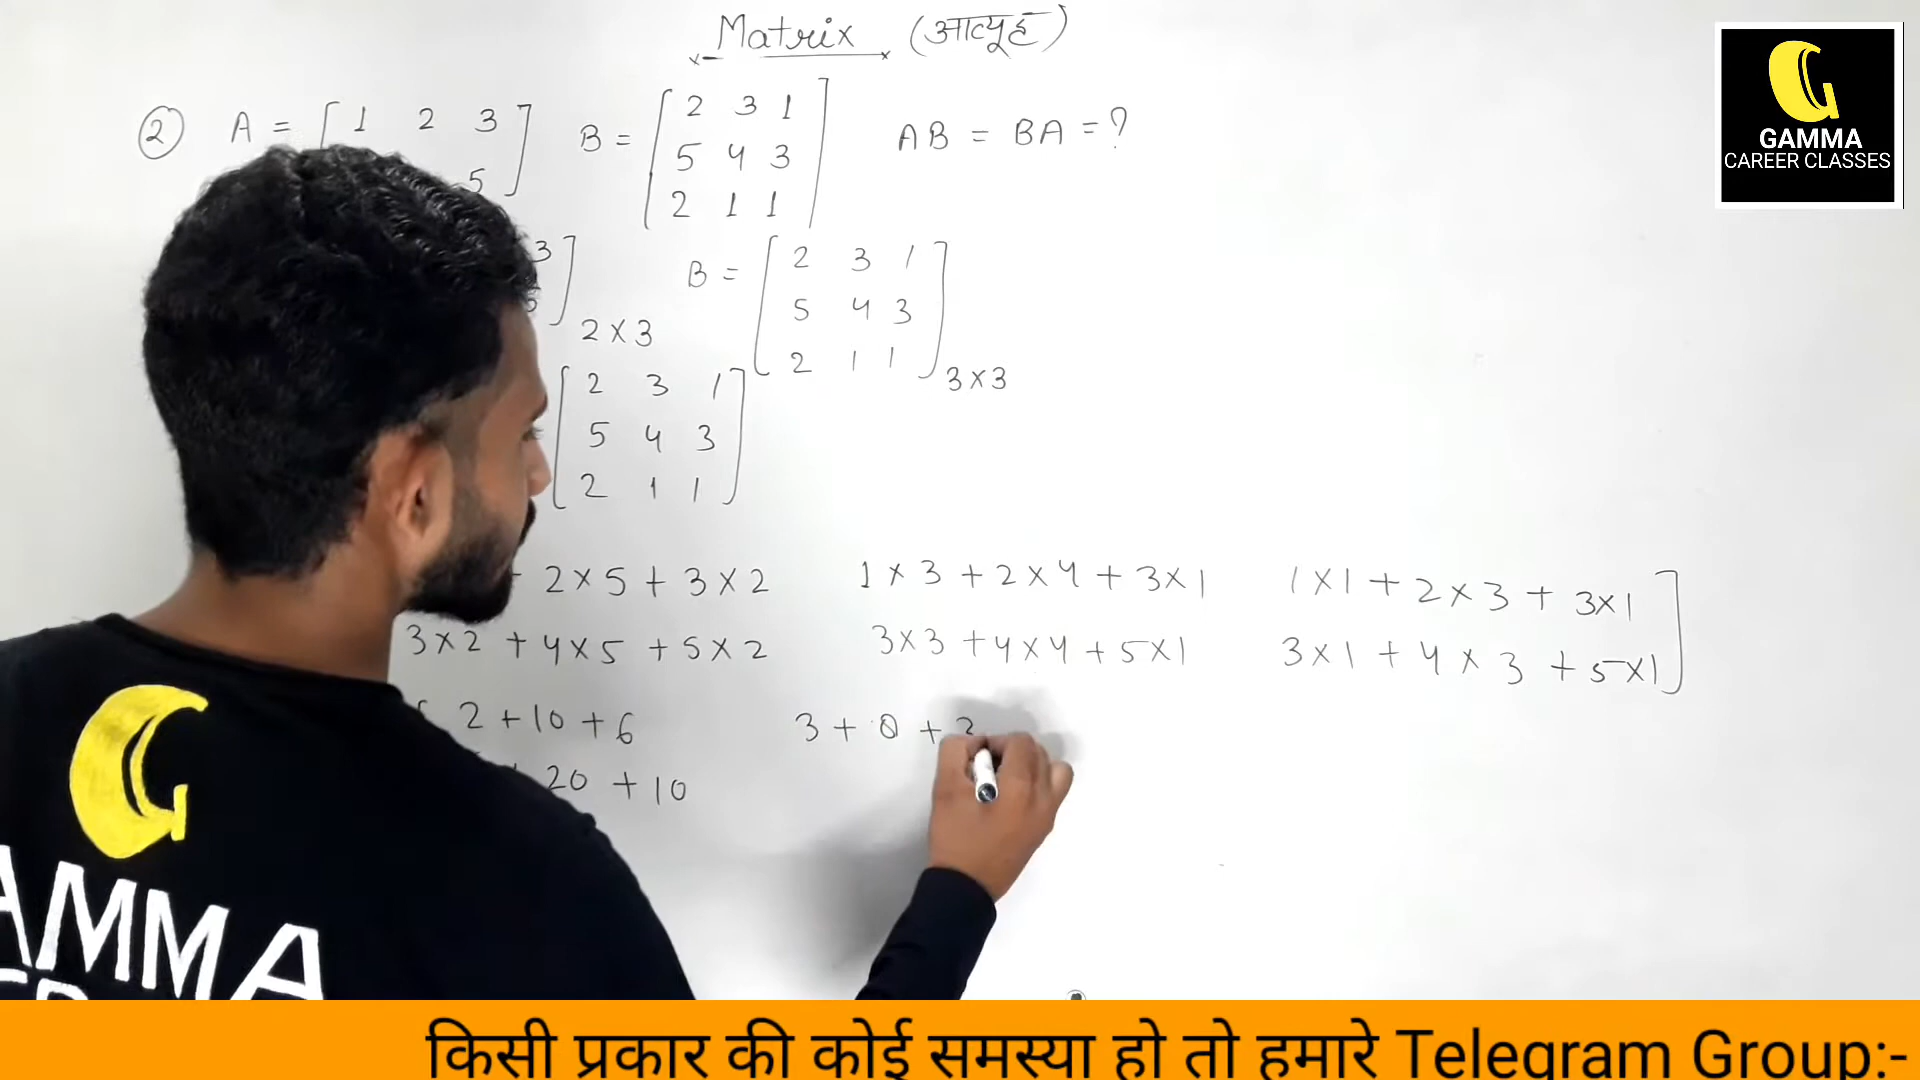 Matrix (आव्यूह)
② A = [ 1 2 3 B = [ 2 3 1 AB = BA = ?
5 ] 5 4 3
2 1 1 ]
3 ] 2×3 B = [ 2 3 1
5 4 3
2 1 1 ] 3×3
[ 2 3 1
5 4 3
2 1 1 ]
2×5 + 3×2 1×3 + 2×4 + 3×1 1×1 + 2×3 + 3×1
3×2 + 4×5 + 5×2 3×3 + 4×4 + 5×1 3×1 + 4×3 + 5×1 ]
2 + 10 + 6 3 + 8 + 3
20 + 10
GAMMA
CAREER CLASSES
AMMA
किसी प्रकार की कोई समस्या हो तो हमारे Telegram Group:-